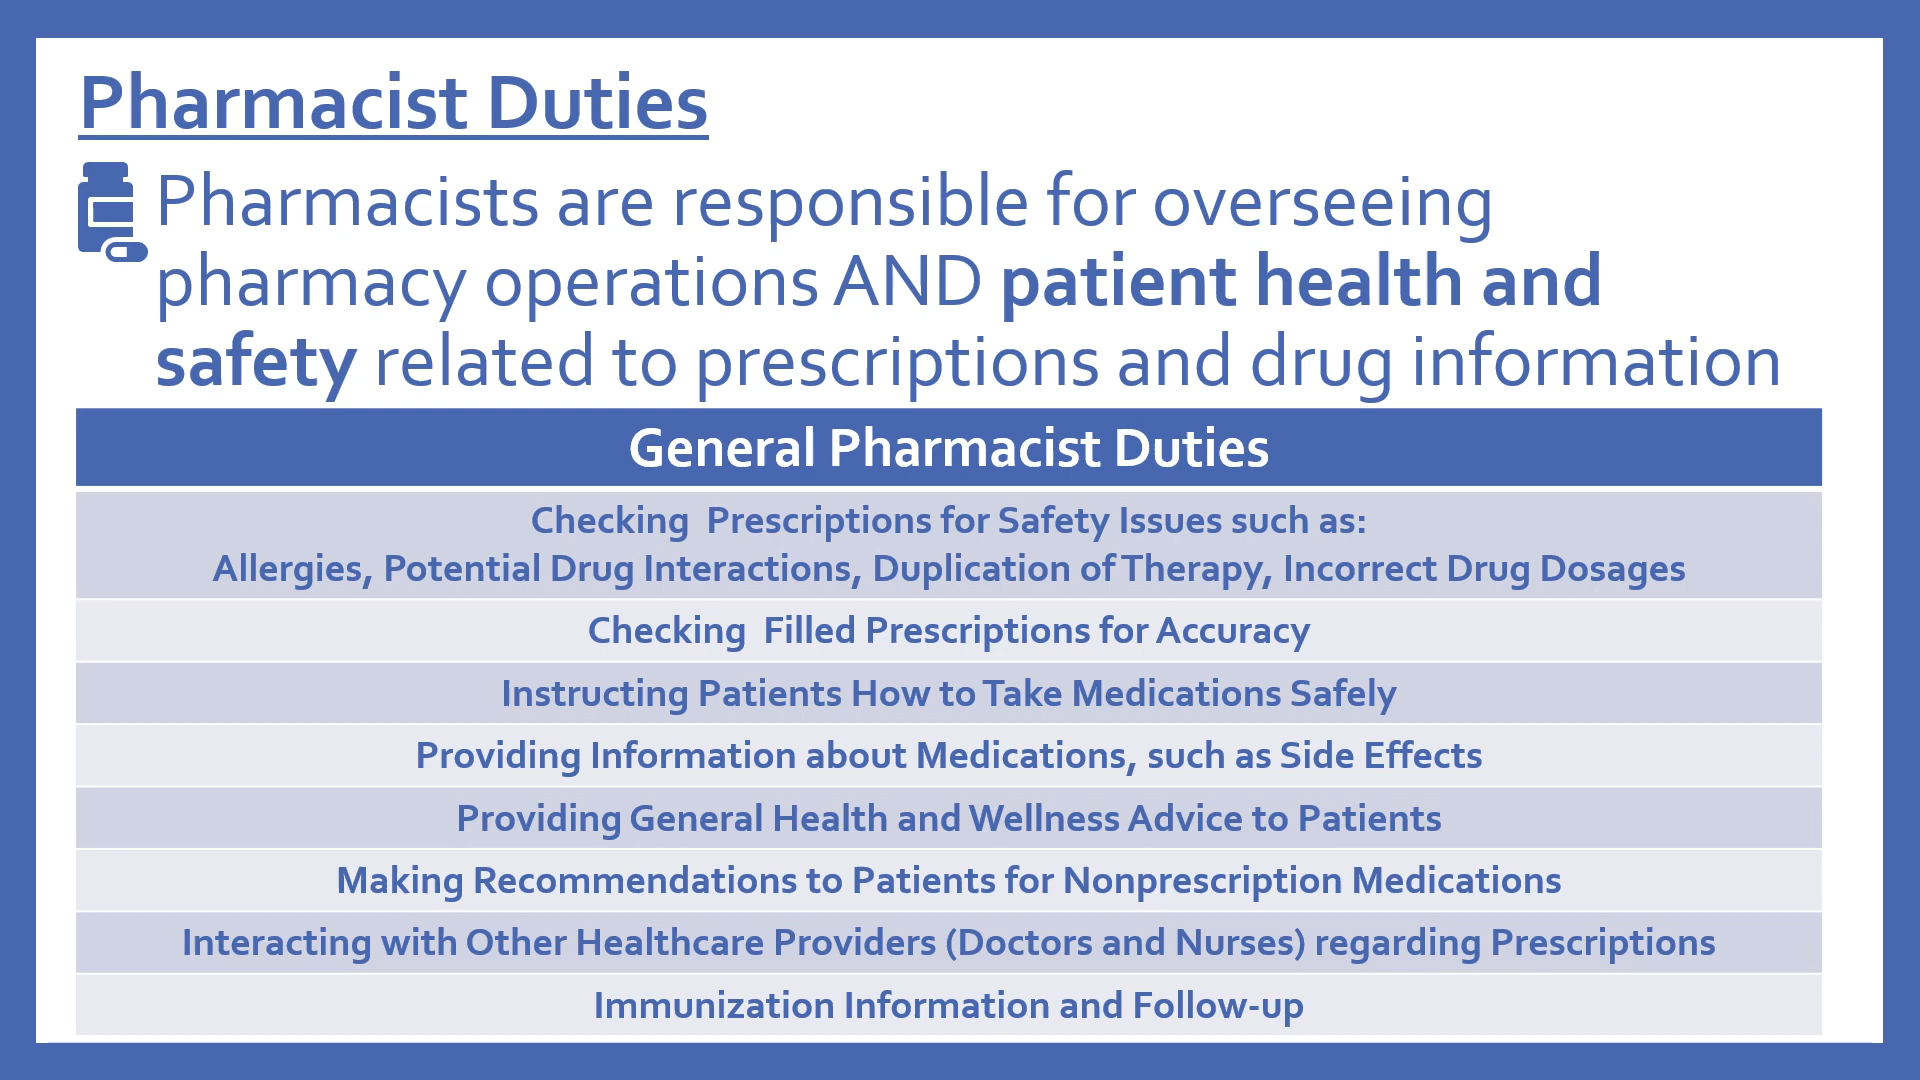 Pharmacist Duties
Pharmacists are responsible for overseeing
pharmacy operations AND patient health and
safety related to prescriptions and drug information
General Pharmacist Duties
Checking  Prescriptions for Safety Issues such as:
Allergies, Potential Drug Interactions, Duplication of Therapy, Incorrect Drug Dosages
Checking  Filled Prescriptions for Accuracy
Instructing Patients How to Take Medications Safely
Providing Information about Medications, such as Side Effects
Providing General Health and Wellness Advice to Patients
Making Recommendations to Patients for Nonprescription Medications
Interacting with Other Healthcare Providers (Doctors and Nurses) regarding Prescriptions
Immunization Information and Follow-up